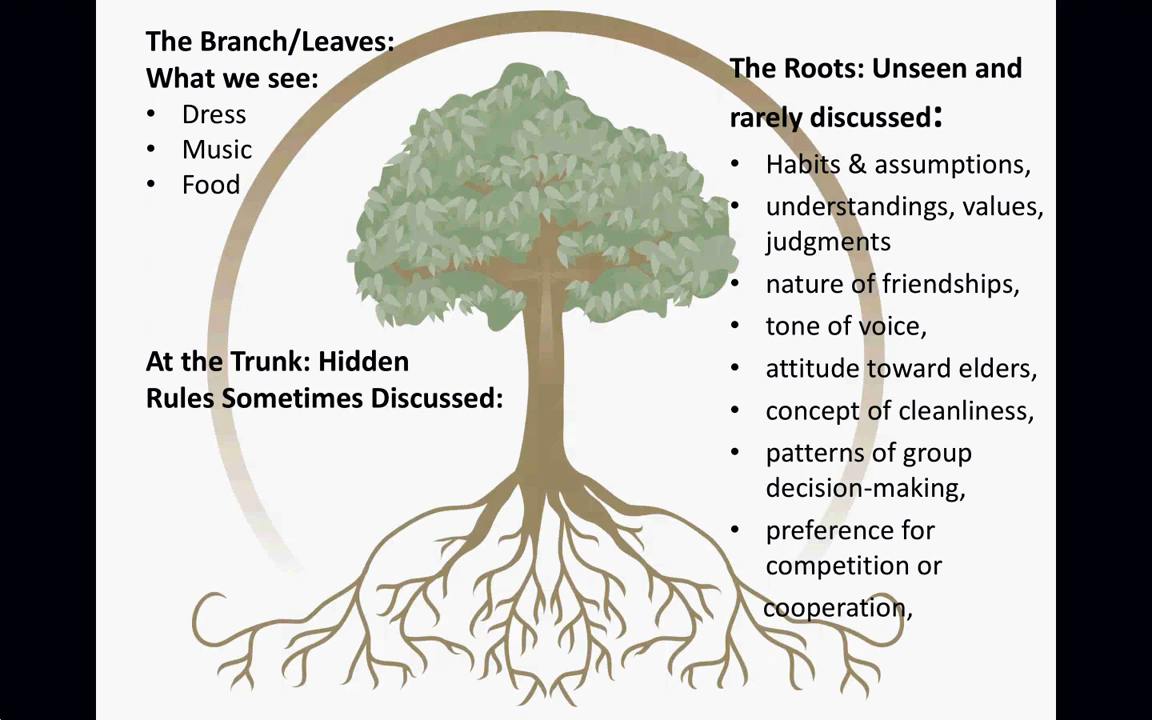 The Branch/Leaves:
What we see:
• Dress
• Music
• Food
At the Trunk: Hidden
Rules Sometimes Discussed:
The Roots: Unseen and
rarely discussed:
• Habits & assumptions,
• understandings, values,
judgments
• nature of friendships,
• tone of voice,
• attitude toward elders,
• concept of cleanliness,
• patterns of group
decision-making,
• preference for
competition or
cooperation,